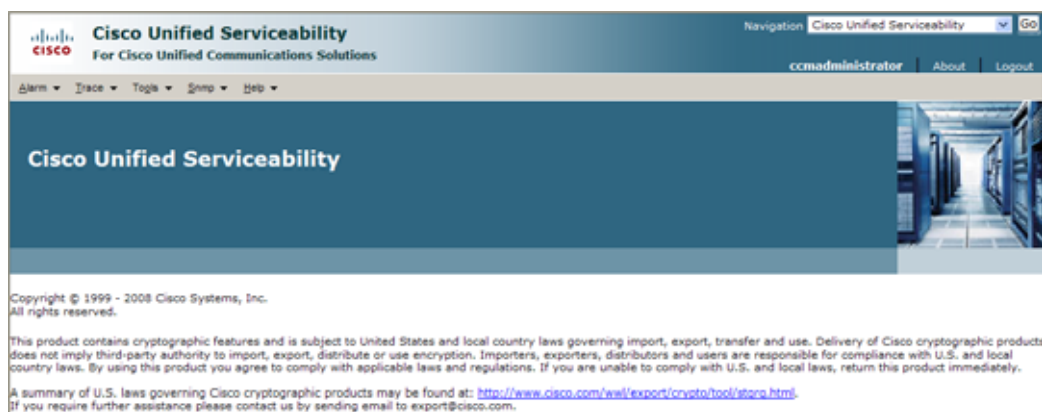 Cisco Unified Serviceability
For Cisco Unified Communications Solutions
Navigation Cisco Unified Serviceability Go
cisco
ccmadministrator About Logout
Alarm Trace Tools Snmp Help
Cisco Unified Serviceability
Copyright © 1999 - 2008 Cisco Systems, Inc.
All rights reserved.
This product contains cryptographic features and is subject to United States and local country laws governing import, export, transfer and use. Delivery of Cisco cryptographic products
does not imply third-party authority to import, export, distribute or use encryption. Importers, exporters, distributors and users are responsible for compliance with U.S. and local
country laws. By using this product you agree to comply with applicable laws and regulations. If you are unable to comply with U.S. and local laws, return this product immediately.
A summary of U.S. laws governing Cisco cryptographic products may be found at: http://www.cisco.com/wwl/export/crypto/tool/stqrg.html.
If you require further assistance please contact us by sending email to export@cisco.com.